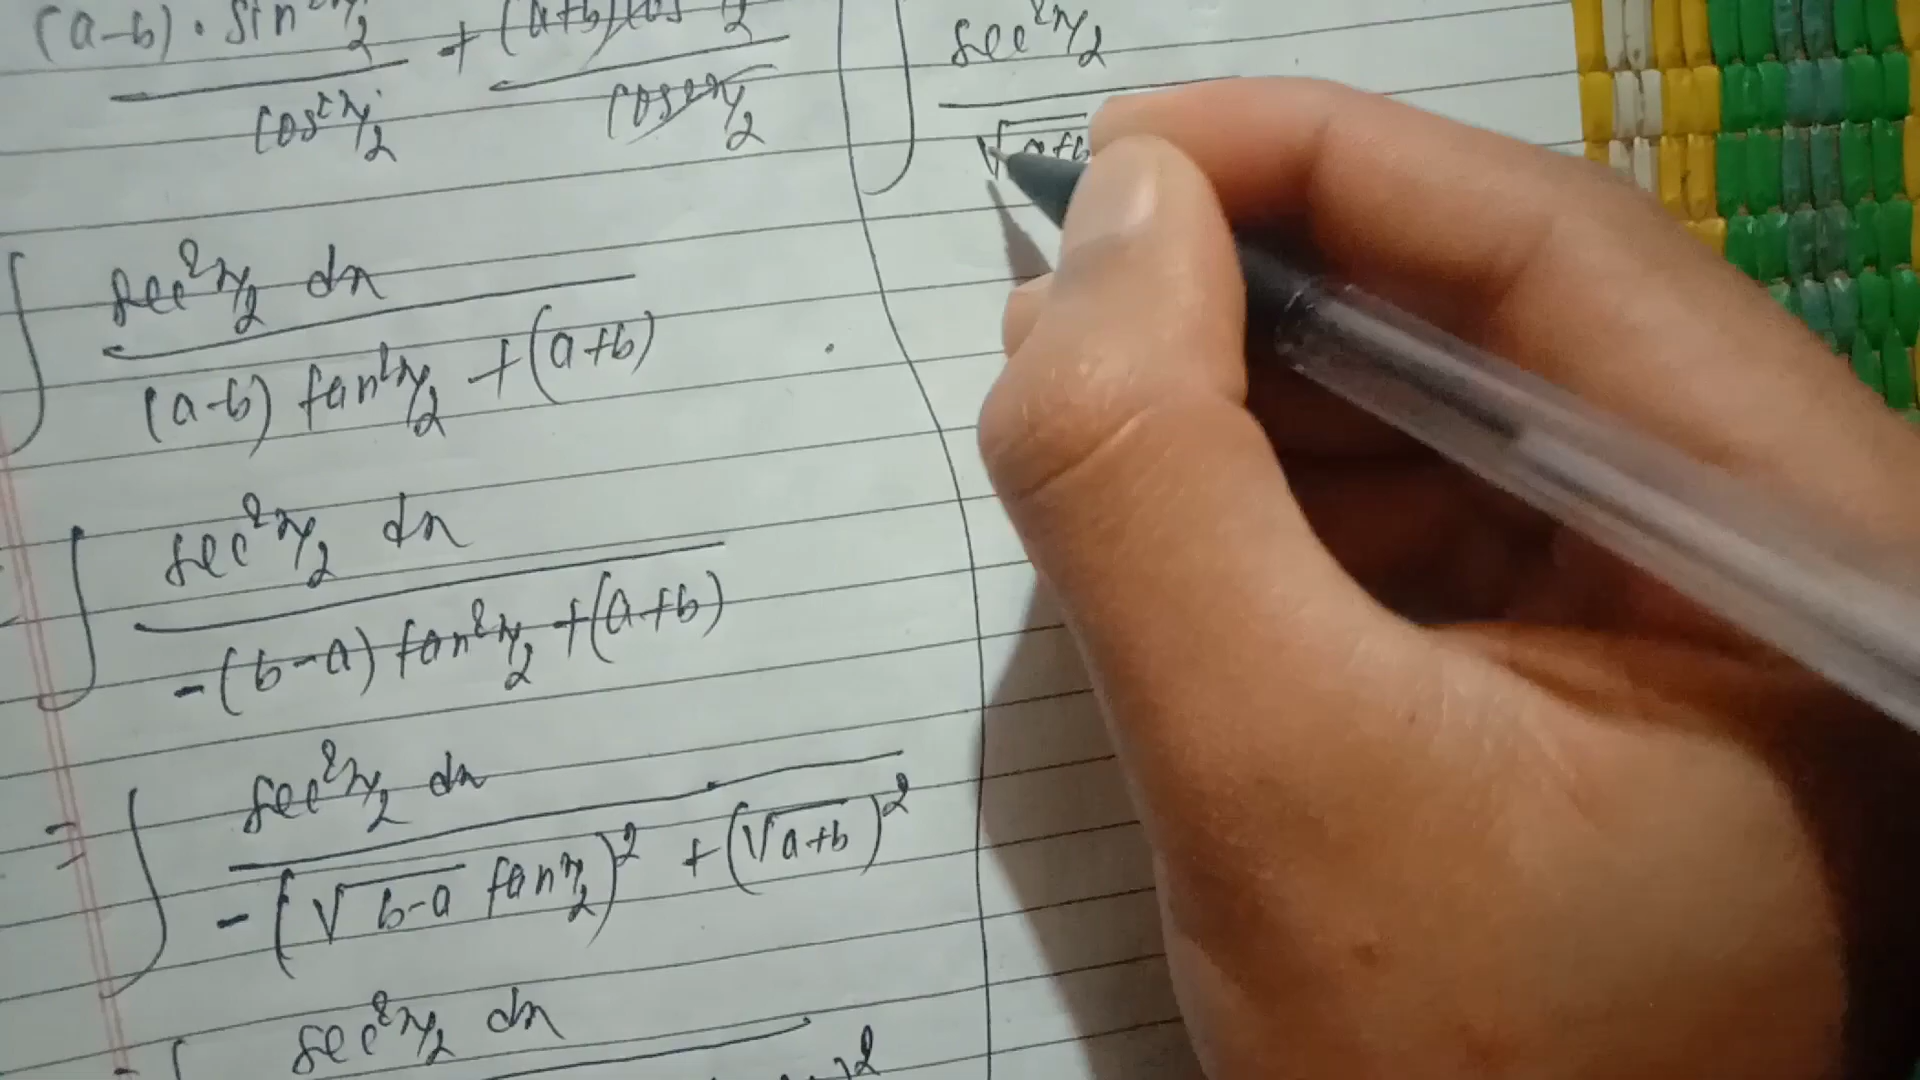 (a-b) · sin²x/2 / cos²x/2 + (a+b)cos²x/2 / cos²x/2
∫ sec²x/2 dx / (a-b) tan²x/2 + (a+b)
∫ sec²x/2 dx / -(b-a) tan²x/2 + (a+b)
= ∫ sec²x/2 dx / -(√b-a tan x/2)² + (√a+b)²
sec²x/2 dx
)²
∫ sec²x/2 / √a+b